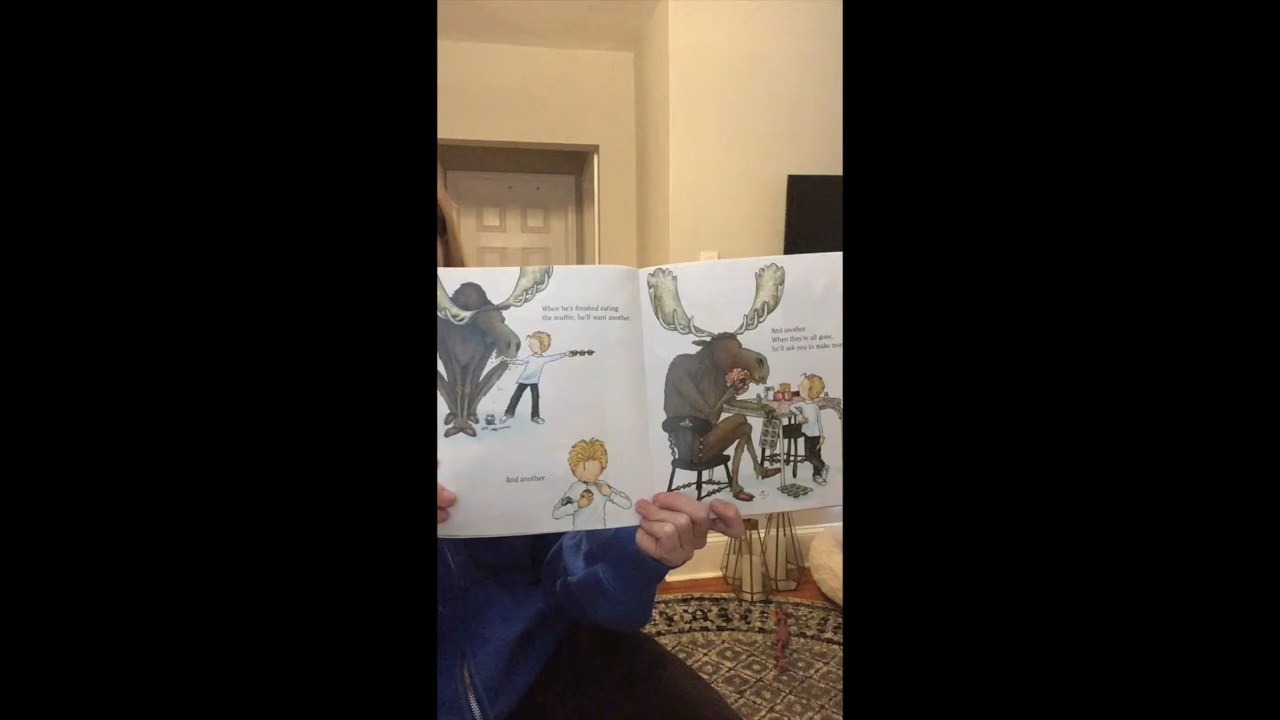 When he's finished eating
the muffin, he'll want another.
And another.
And another.
When they're all gone,
he'll ask you to make more